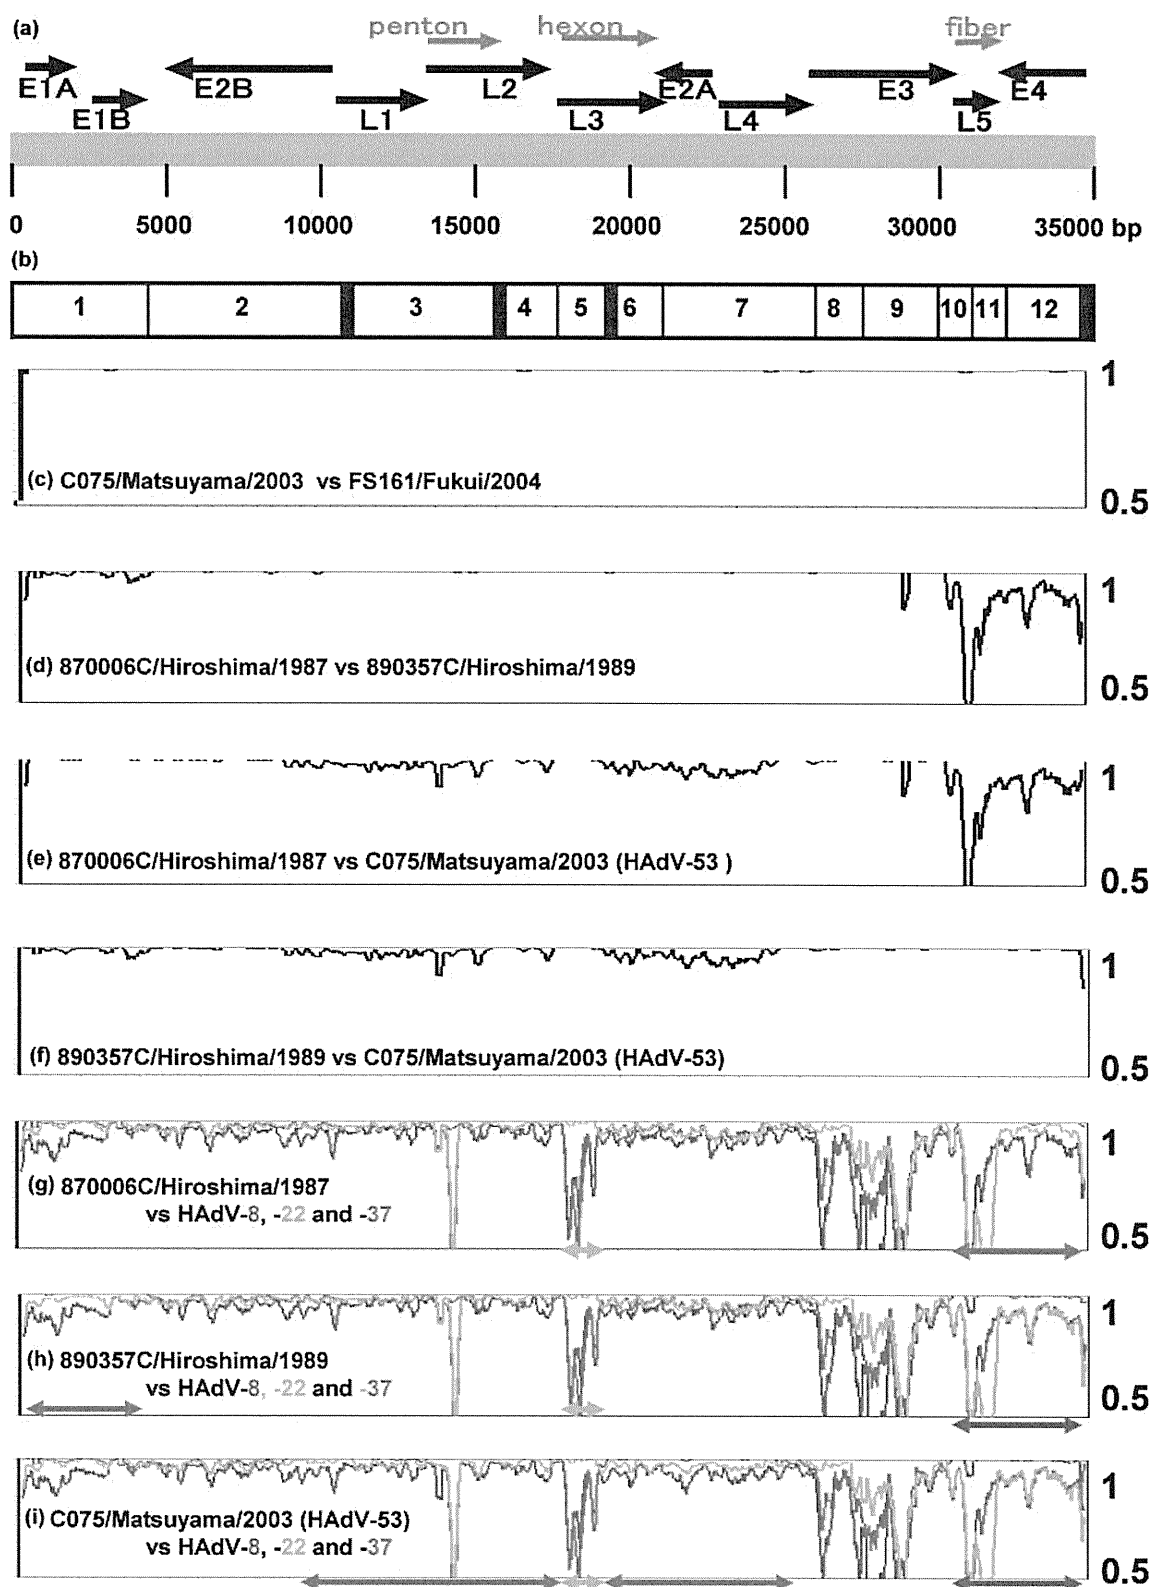 (a)
penton hexon fiber
E1A E2B L2 E2A E3 E4
E1B L1 L3 L4 L5
0 5000 10000 15000 20000 25000 30000 35000 bp
(b)
1 2 3 4 5 6 7 8 9 10 11 12
1
(c) C075/Matsuyama/2003 vs FS161/Fukui/2004
0.5
1
(d) 870006C/Hiroshima/1987 vs 890357C/Hiroshima/1989
0.5
1
(e) 870006C/Hiroshima/1987 vs C075/Matsuyama/2003 (HAdV-53 )
0.5
1
(f) 890357C/Hiroshima/1989 vs C075/Matsuyama/2003 (HAdV-53)
0.5
1
(g) 870006C/Hiroshima/1987
vs HAdV-8, -22 and -37
0.5
1
(h) 890357C/Hiroshima/1989
vs HAdV-8, -22 and -37
0.5
1
(i) C075/Matsuyama/2003 (HAdV-53)
vs HAdV-8, -22 and -37
0.5